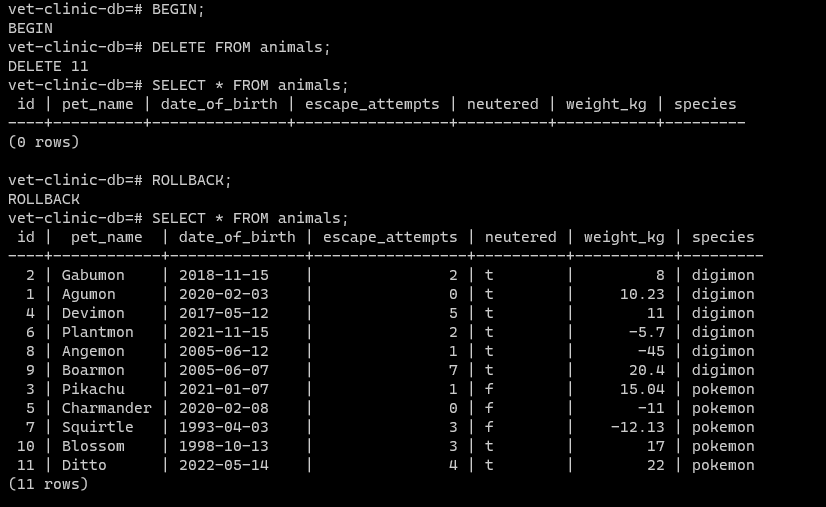 vet-clinic-db=# BEGIN;
BEGIN
vet-clinic-db=# DELETE FROM animals;
DELETE 11
vet-clinic-db=# SELECT * FROM animals;
 id | pet_name | date_of_birth | escape_attempts | neutered | weight_kg | species
----+----------+---------------+-----------------+----------+-----------+---------
(0 rows)

vet-clinic-db=# ROLLBACK;
ROLLBACK
vet-clinic-db=# SELECT * FROM animals;
 id |  pet_name  | date_of_birth | escape_attempts | neutered | weight_kg | species
----+------------+---------------+-----------------+----------+-----------+---------
  2 | Gabumon    | 2018-11-15    |               2 | t        |         8 | digimon
  1 | Agumon     | 2020-02-03    |               0 | t        |     10.23 | digimon
  4 | Devimon    | 2017-05-12    |               5 | t        |        11 | digimon
  6 | Plantmon   | 2021-11-15    |               2 | t        |      -5.7 | digimon
  8 | Angemon    | 2005-06-12    |               1 | t        |       -45 | digimon
  9 | Boarmon    | 2005-06-07    |               7 | t        |      20.4 | digimon
  3 | Pikachu    | 2021-01-07    |               1 | f        |     15.04 | pokemon
  5 | Charmander | 2020-02-08    |               0 | f        |       -11 | pokemon
  7 | Squirtle   | 1993-04-03    |               3 | f        |    -12.13 | pokemon
 10 | Blossom    | 1998-10-13    |               3 | t        |        17 | pokemon
 11 | Ditto      | 2022-05-14    |               4 | t        |        22 | pokemon
(11 rows)